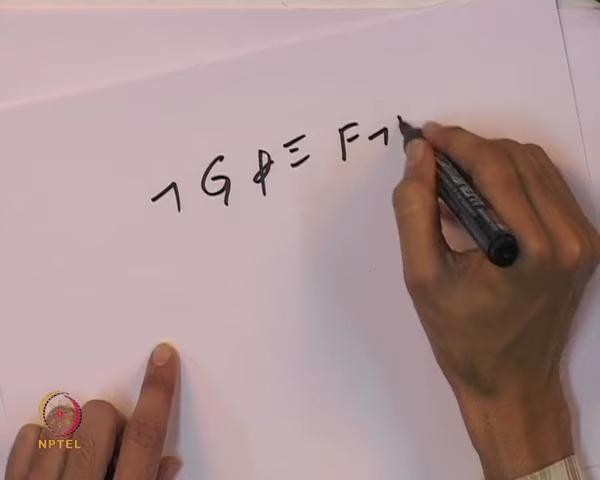 ¬ G φ ≡ F ¬
NPTEL